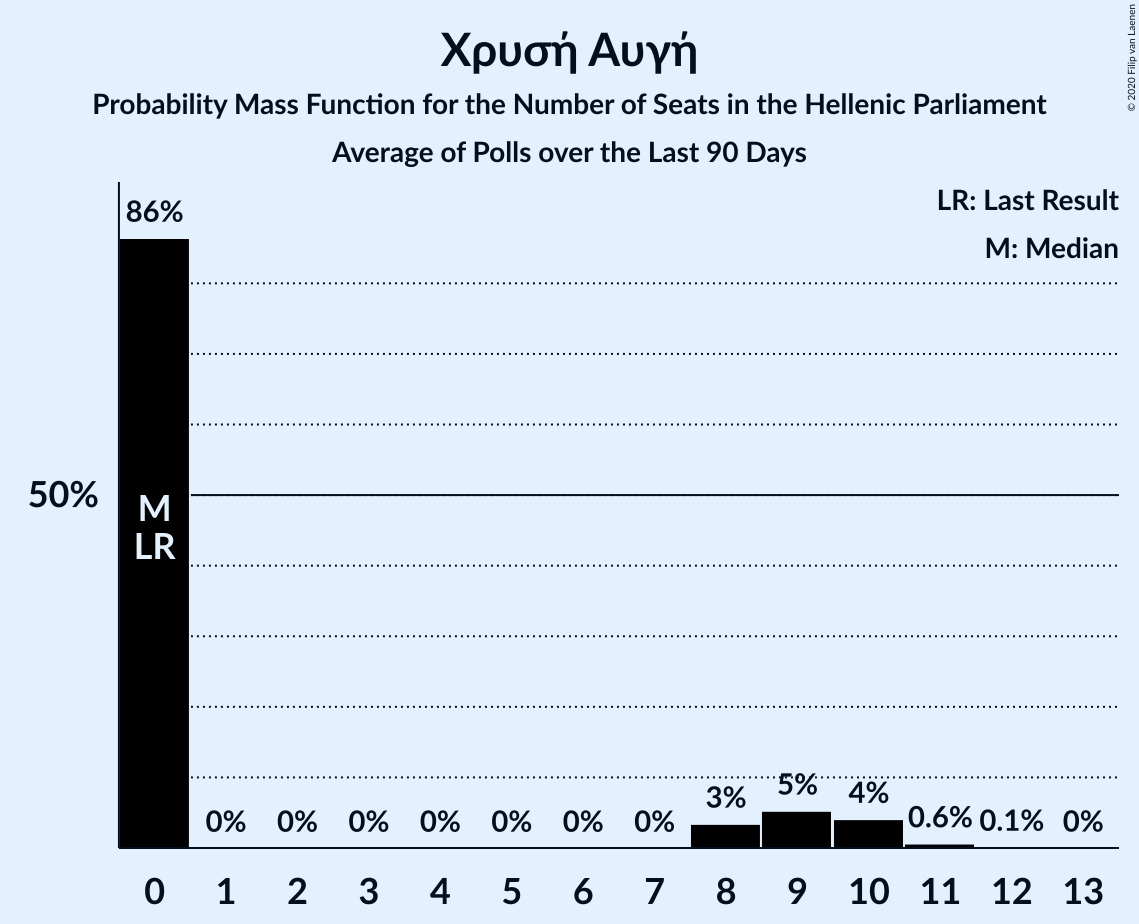 Χρυσή Αυγή
Probability Mass Function for the Number of Seats in the Hellenic Parliament
Average of Polls over the Last 90 Days
© 2020 Filip van Laenen
LR: Last Result
M: Median
86%
50%
M
LR
0% 0% 0% 0% 0% 0% 0% 3% 5% 4% 0.6% 0.1% 0%
0 1 2 3 4 5 6 7 8 9 10 11 12 13